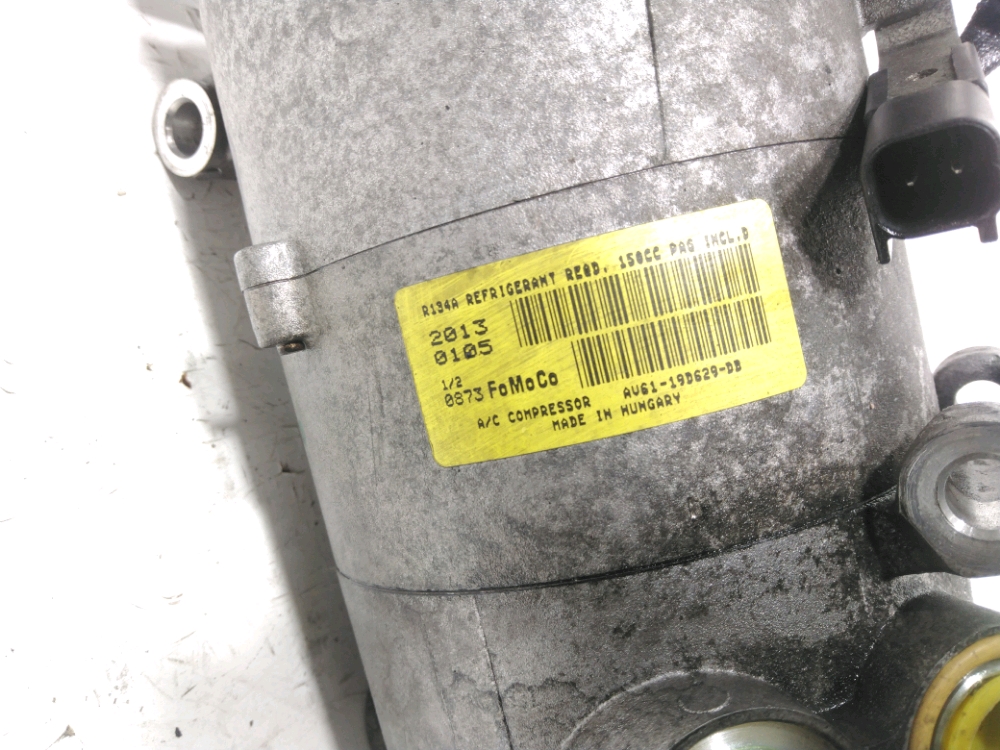 R134A REFRIGERANT REQD. 150CC PAG INCL.D
2013
0105
1/2
0873 FoMoCo
AV61-19D629-DB
A/C COMPRESSOR
MADE IN HUNGARY